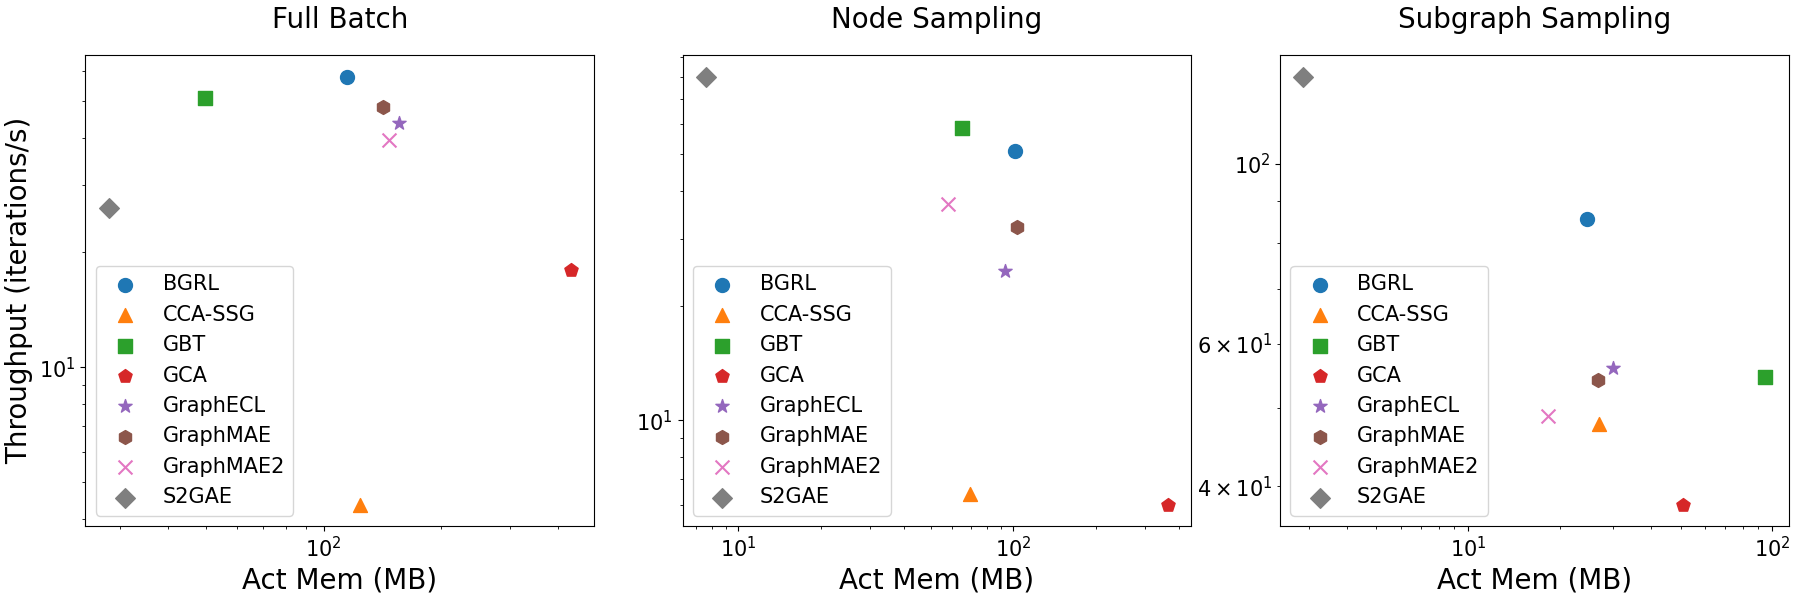 Full Batch
Node Sampling
Subgraph Sampling
Throughput (iterations/s)
10¹
10²
Act Mem (MB)
BGRL
CCA-SSG
GBT
GCA
GraphECL
GraphMAE
GraphMAE2
S2GAE
10¹
10¹
10²
Act Mem (MB)
BGRL
CCA-SSG
GBT
GCA
GraphECL
GraphMAE
GraphMAE2
S2GAE
10²
6 × 10¹
4 × 10¹
10¹
10²
Act Mem (MB)
BGRL
CCA-SSG
GBT
GCA
GraphECL
GraphMAE
GraphMAE2
S2GAE